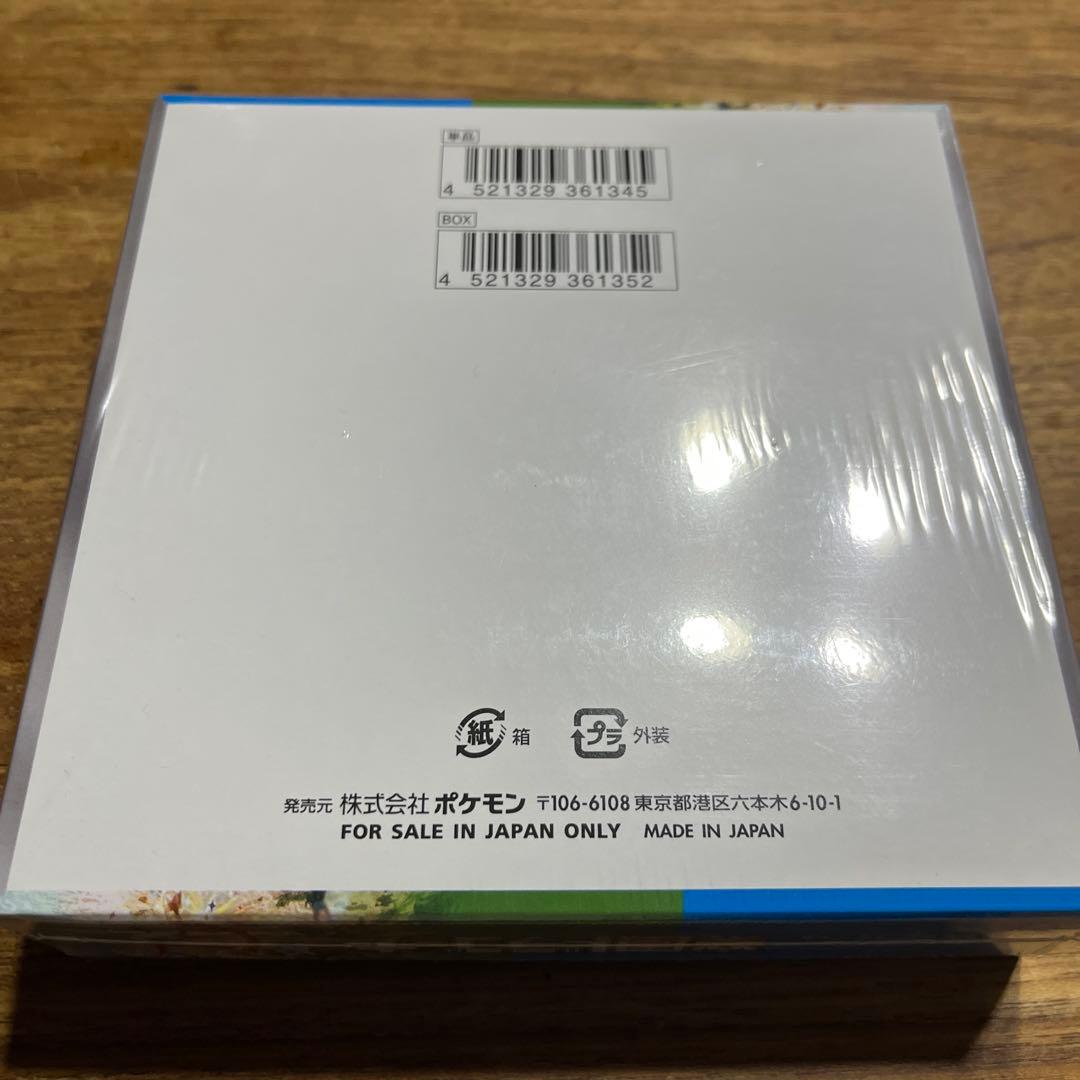 単品
4 521329 361345
BOX
4 521329 361352
紙 箱 プラ 外装
発売元 株式会社 ポケモン 〒106-6108 東京都港区六本木6-10-1
FOR SALE IN JAPAN ONLY MADE IN JAPAN